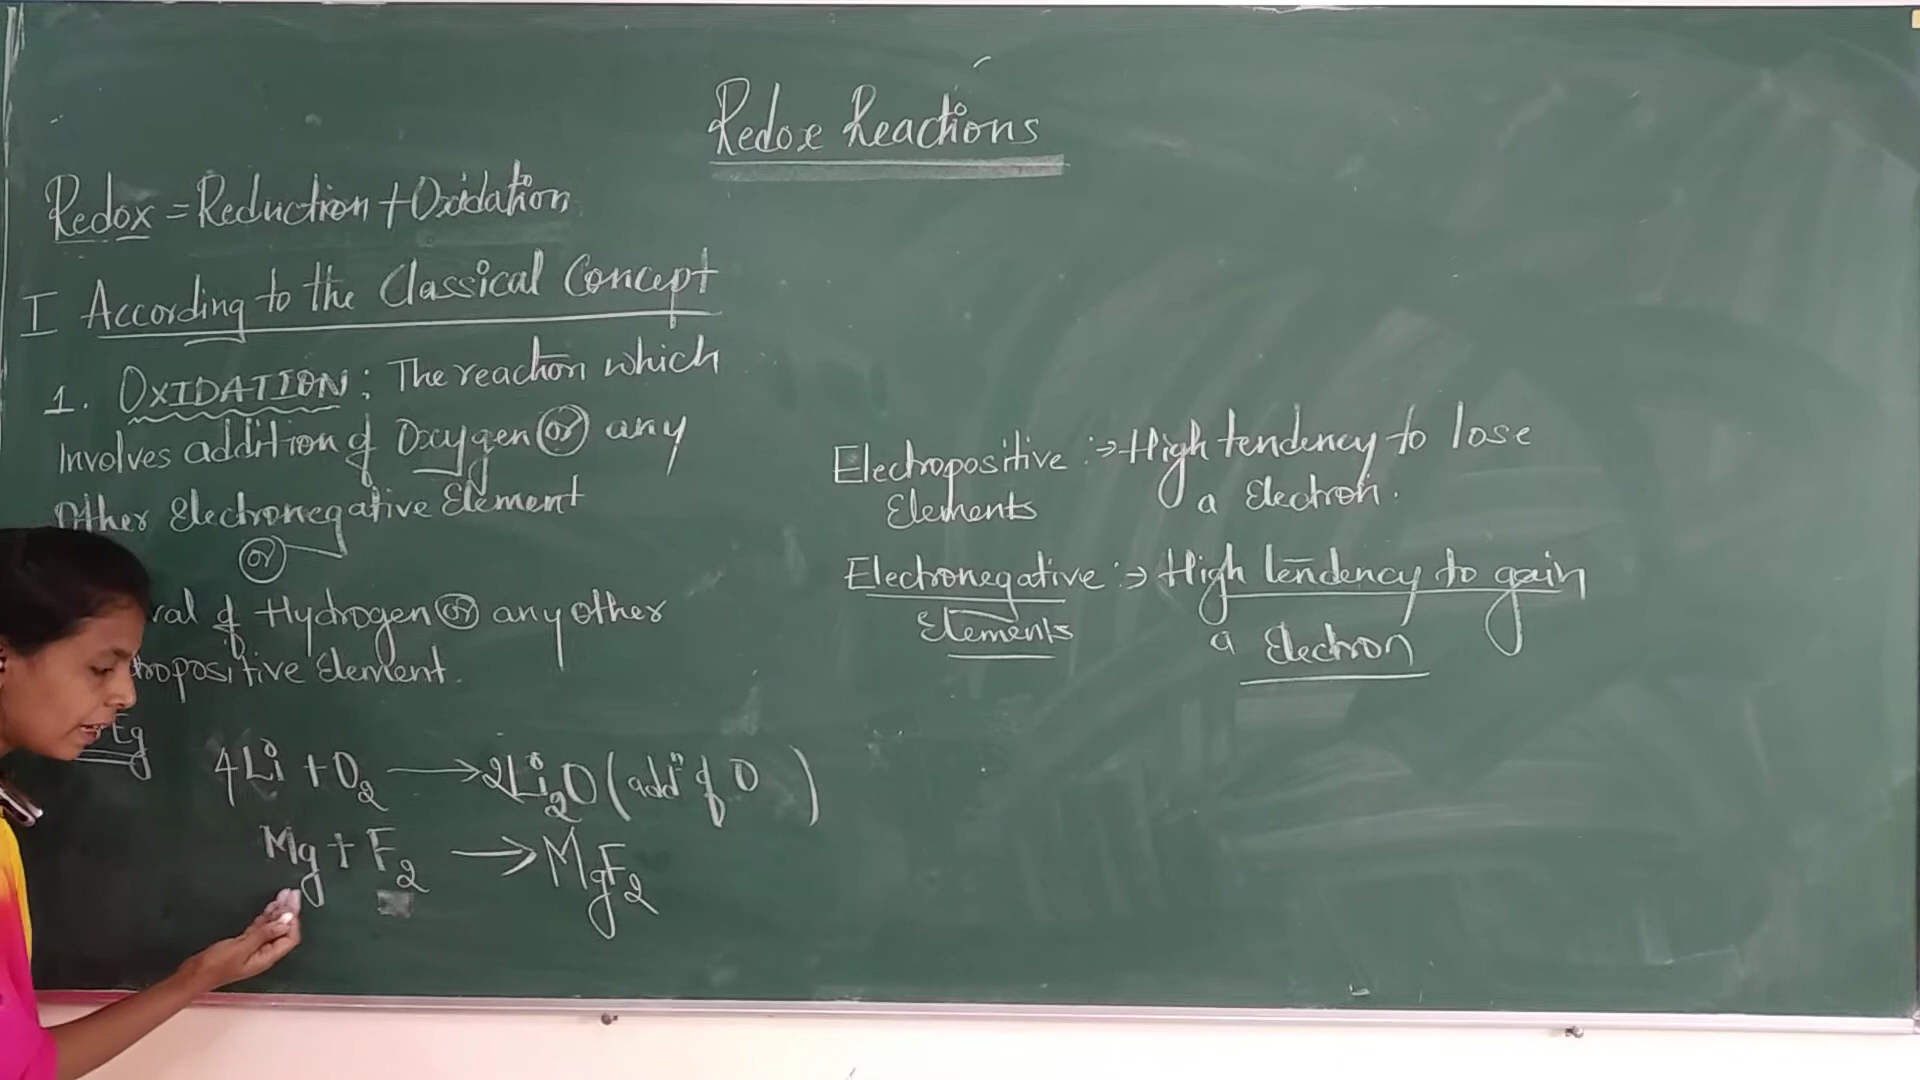 Redox Reactions
Redox = Reduction + Oxidation
I According to the Classical Concept
1. OXIDATION : The reaction which
Involves addition of Oxygen (or) any
Other Electronegative Element
(or)
val of Hydrogen (or) any other
tropositive Element.
Eg
4Li + O₂ → 2Li₂O (addⁿ of O )
Mg + F₂ → MgF₂
Electropositive :→ High tendency to lose
Elements a Electron.
Electronegative :→ High tendency to gain
Elements a Electron